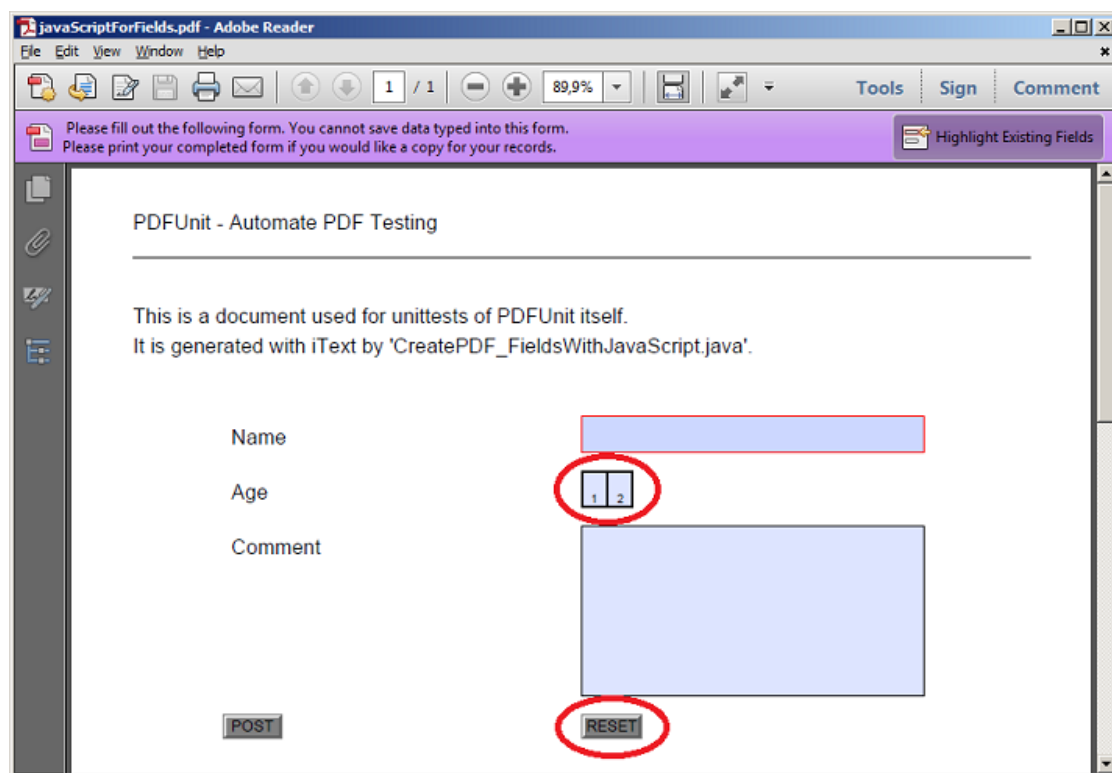 javaScriptForFields.pdf - Adobe Reader
File Edit View Window Help
1 / 1 89,9% Tools Sign Comment
Please fill out the following form. You cannot save data typed into this form.
Please print your completed form if you would like a copy for your records.
Highlight Existing Fields
PDFUnit - Automate PDF Testing
This is a document used for unittests of PDFUnit itself.
It is generated with iText by 'CreatePDF_FieldsWithJavaScript.java'.
Name
Age 1 2
Comment
POST RESET